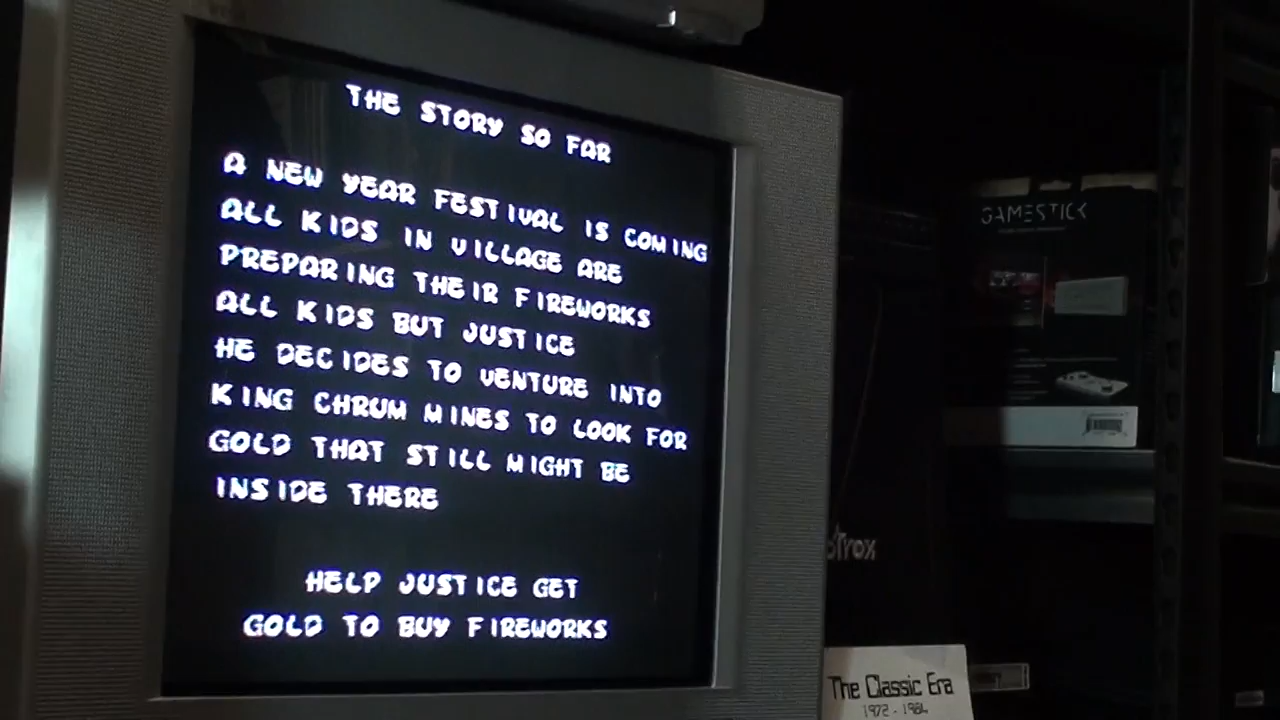 THE STORY SO FAR
A NEW YEAR FESTIVAL IS COMING
ALL KIDS IN VILLAGE ARE
PREPARING THEIR FIREWORKS
ALL KIDS BUT JUSTICE
HE DECIDES TO VENTURE INTO
KING CHRUM MINES TO LOOK FOR
GOLD THAT STILL MIGHT BE
INSIDE THERE
HELP JUSTICE GET
GOLD TO BUY FIREWORKS
GAMESTICK
The Classic Era
1972 - 1984